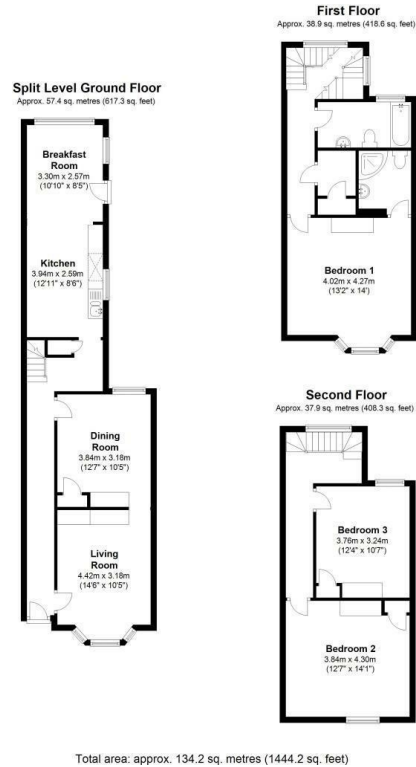 Split Level Ground Floor
Approx. 57.4 sq. metres (617.3 sq. feet)
Breakfast
Room
3.30m x 2.57m
(10'10" x 8'5")
Kitchen
3.94m x 2.59m
(12'11" x 8'6")
Dining
Room
3.84m x 3.18m
(12'7" x 10'5")
Living
Room
4.42m x 3.18m
(14'6" x 10'5")
First Floor
Approx. 38.9 sq. metres (418.6 sq. feet)
Bedroom 1
4.02m x 4.27m
(13'2" x 14')
Second Floor
Approx. 37.9 sq. metres (408.3 sq. feet)
Bedroom 3
3.76m x 3.24m
(12'4" x 10'7")
Bedroom 2
3.84m x 4.30m
(12'7" x 14'1")
Total area: approx. 134.2 sq. metres (1444.2 sq. feet)